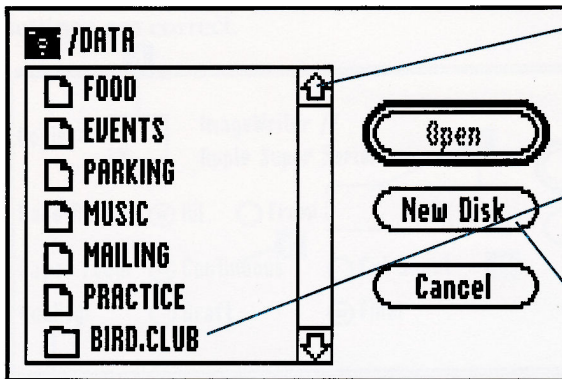 /DATA
FOOD
EVENTS
PARKING
MUSIC
MAILING
PRACTICE
BIRD.CLUB
Open
New Disk
Cancel